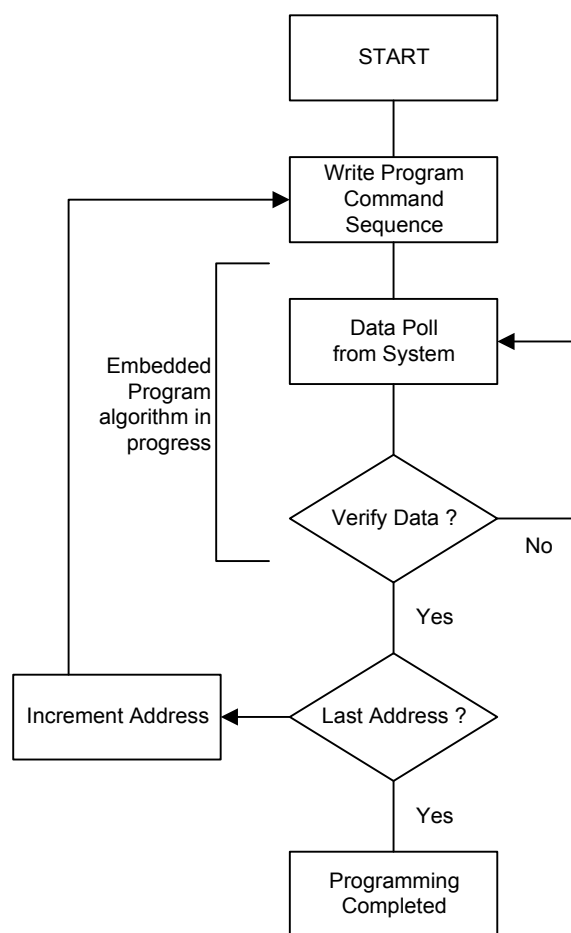 START
Write Program
Command
Sequence
Data Poll
from System
Embedded
Program
algorithm in
progress
Verify Data ?
No
Yes
Increment Address
Last Address ?
Yes
Programming
Completed